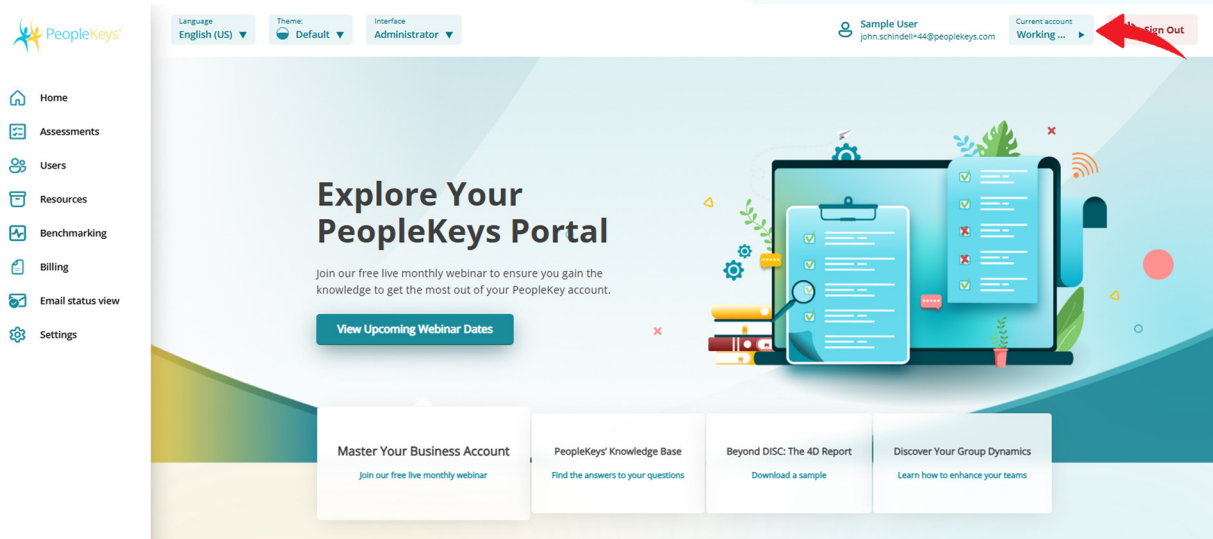 PeopleKeys®
Language
English (US) ▼
Theme:
Default ▼
Interface
Administrator ▼
Sample User
john.schindell+44@peoplekeys.com
Current account
Working ... ▶
Sign Out
Home
Assessments
Users
Resources
Benchmarking
Billing
Email status view
Settings
Explore Your
PeopleKeys Portal
Join our free live monthly webinar to ensure you gain the
knowledge to get the most out of your PeopleKey account.
View Upcoming Webinar Dates
Master Your Business Account
Join our free live monthly webinar
PeopleKeys' Knowledge Base
Find the answers to your questions
Beyond DISC: The 4D Report
Download a sample
Discover Your Group Dynamics
Learn how to enhance your teams